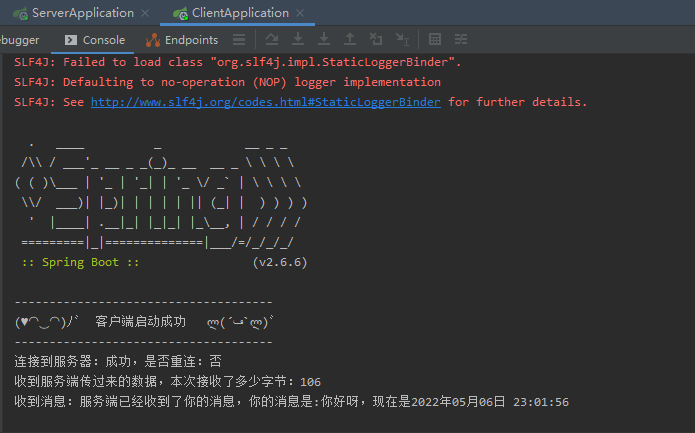 ServerApplication × ClientApplication ×
ebugger Console Endpoints
SLF4J: Failed to load class "org.slf4j.impl.StaticLoggerBinder".
SLF4J: Defaulting to no-operation (NOP) logger implementation
SLF4J: See http://www.slf4j.org/codes.html#StaticLoggerBinder for further details.
  .   ____          _            __ _ _
 /\\ / ___'_ __ _ _(_)_ __  __ _ \ \ \ \
( ( )\___ | '_ | '_| | '_ \/ _` | \ \ \ \
 \\/  ___)| |_)| | | | | || (_| |  ) ) ) )
  '  |____| .__|_| |_|_| |_\__, | / / / /
 =========|_|==============|___/=/_/_/_/
 :: Spring Boot ::                (v2.6.6)
-------------------------------------
(♥◠‿◠)ノ゙  客户端启动成功   ლ(´ڡ`ლ)゙
-------------------------------------
连接到服务器: 成功，是否重连: 否
收到服务端传过来的数据，本次接收了多少字节: 106
收到消息: 服务端已经收到了你的消息，你的消息是:你好呀，现在是2022年05月06日 23:01:56